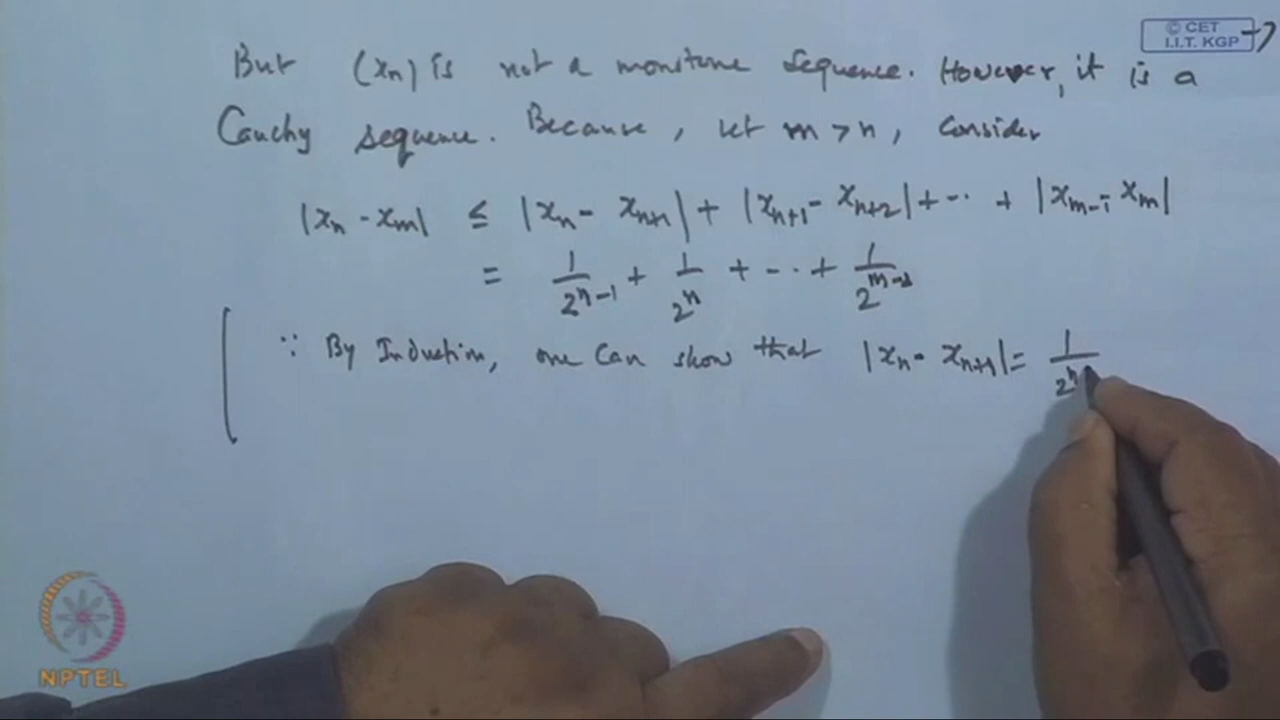 © CET
I.I.T. KGP
But (xn) is not a monotone sequence. However, it is a
Cauchy sequence. Because, let m > n, consider
|xn - xm| ≤ |xn - xn+1| + |xn+1 - xn+2| + -- + |xm-1 - xm|
= 1/2^(n-1) + 1/2^n + -- -- + 1/2^(m-2)
∵ By Induction, one can show that |xn - xn+1| = 1/2^n
NPTEL